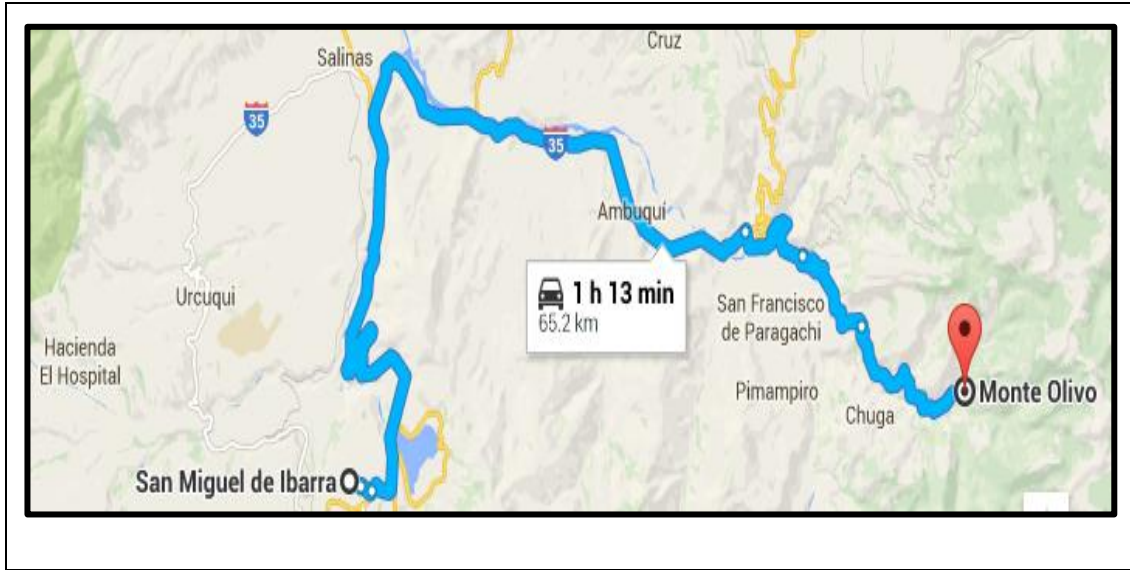 Cruz
Salinas
35
35
Ambuquí
1 h 13 min
65.2 km
Urcuqui
San Francisco
de Paragachi
Hacienda
El Hospital
Pimampiro
Monte Olivo
Chuga
San Miguel de Ibarra